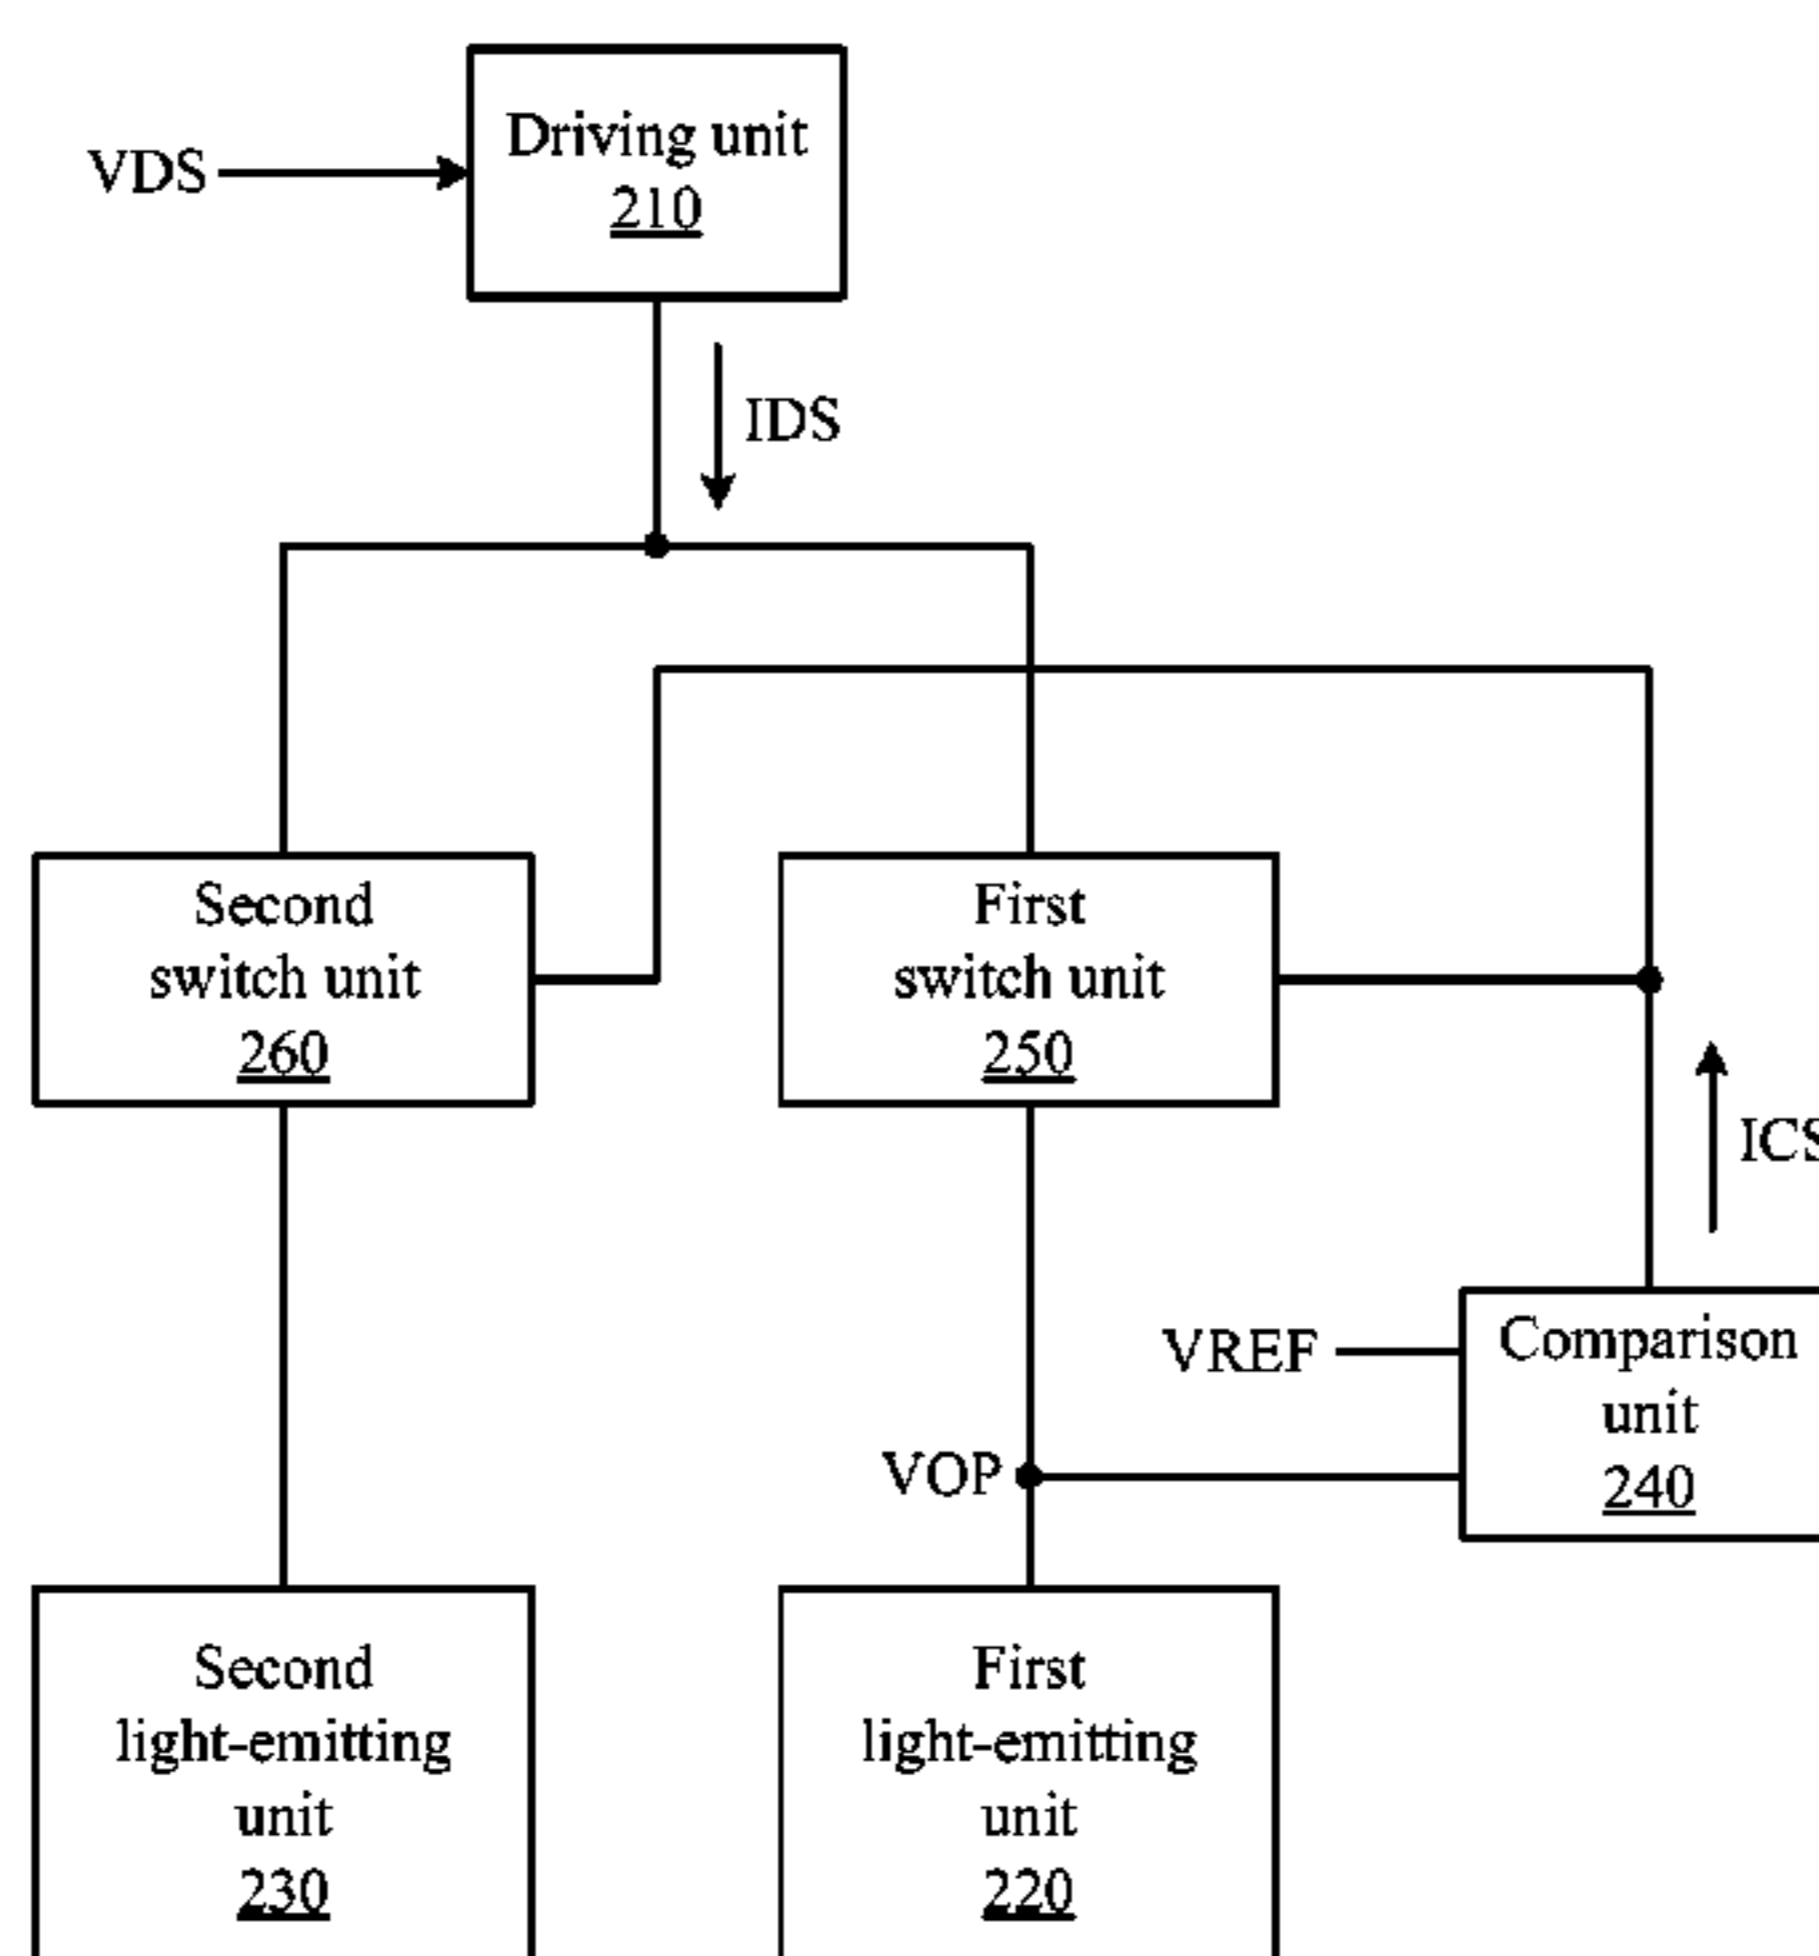 Driving unit
210
VDS
IDS
Second
switch unit
260
First
switch unit
250
ICS
VREF
Comparison
unit
240
VOP
Second
light-emitting
unit
230
First
light-emitting
unit
220